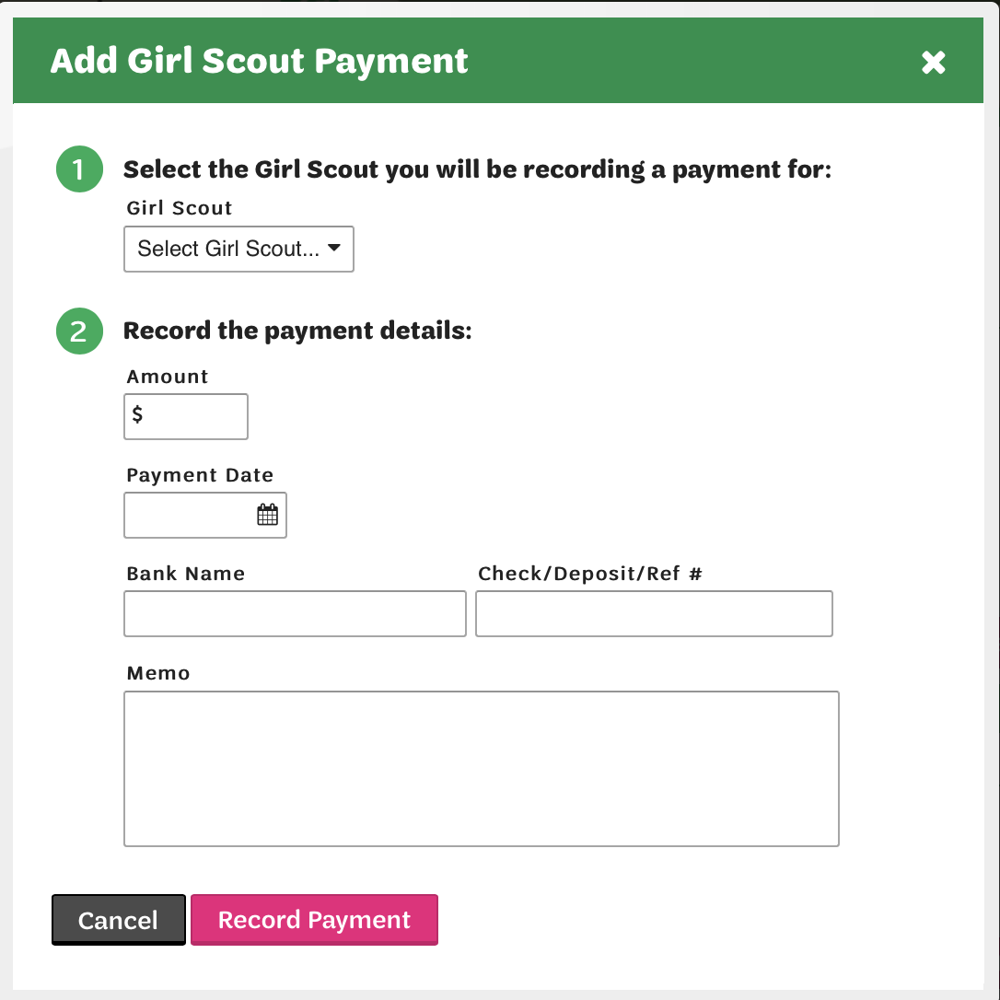 Add Girl Scout Payment
1 Select the Girl Scout you will be recording a payment for:
Girl Scout
Select Girl Scout...
2 Record the payment details:
Amount
$
Payment Date
Bank Name Check/Deposit/Ref #
Memo
Cancel Record Payment